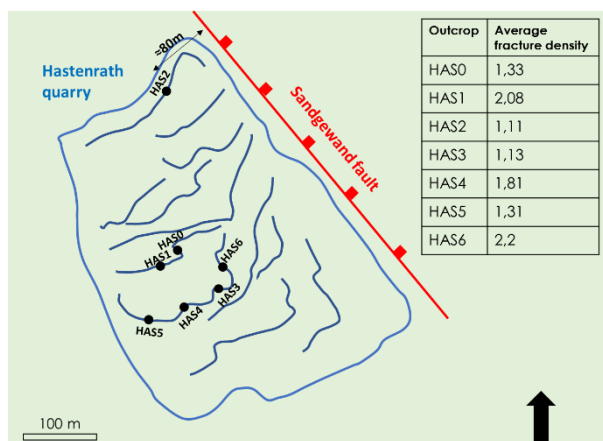 ≈80m
Hastenrath
quarry
HAS2
Sandgewand fault
HAS0
HAS1
HAS6
HAS3
HAS4
HAS5
100 m
Outcrop Average
fracture density
HAS0 1,33
HAS1 2,08
HAS2 1,11
HAS3 1,13
HAS4 1,81
HAS5 1,31
HAS6 2,2